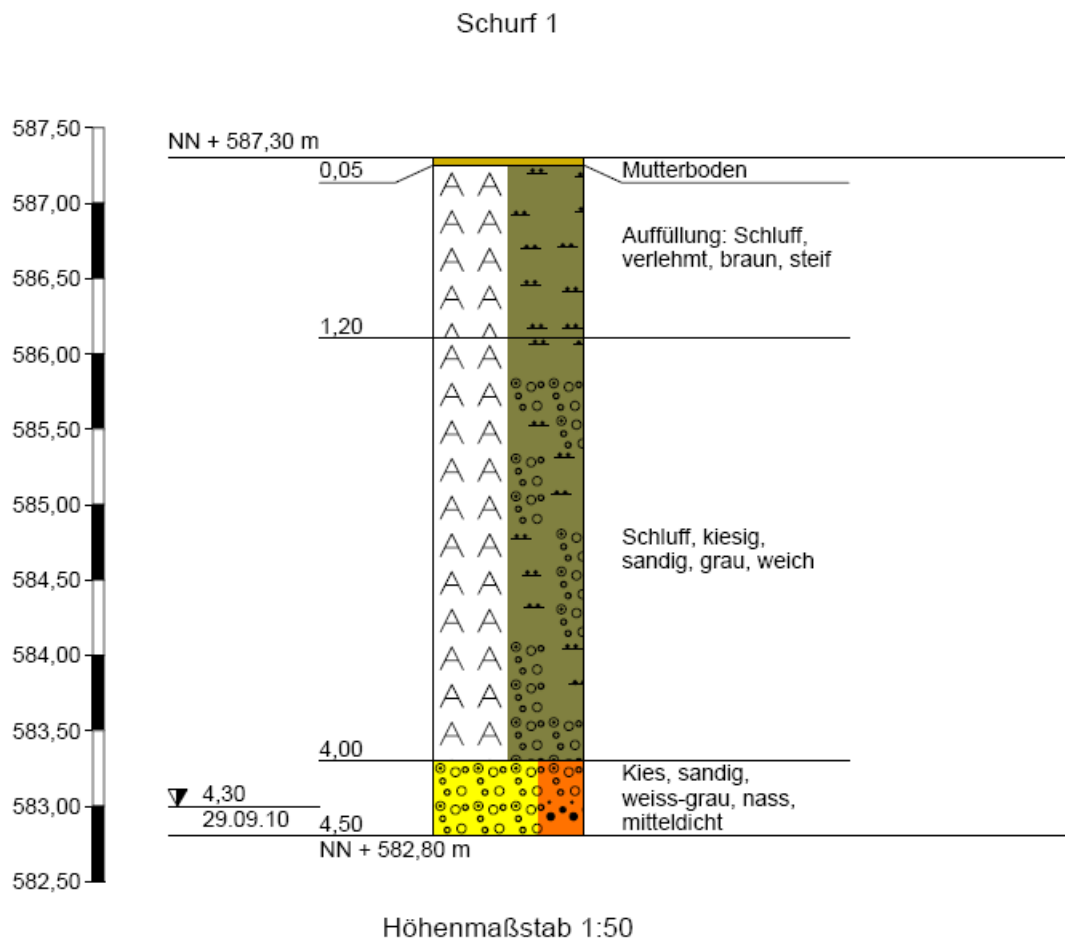 Schurf 1
587,50
587,00
586,50
586,00
585,50
585,00
584,50
584,00
583,50
583,00
582,50
NN + 587,30 m
0,05
Mutterboden
Auffüllung: Schluff,
verlehmt, braun, steif
1,20
Schluff, kiesig,
sandig, grau, weich
4,00
Kies, sandig,
weiss-grau, nass,
mitteldicht
4,30
29.09.10
4,50
NN + 582,80 m
Höhenmaßstab 1:50